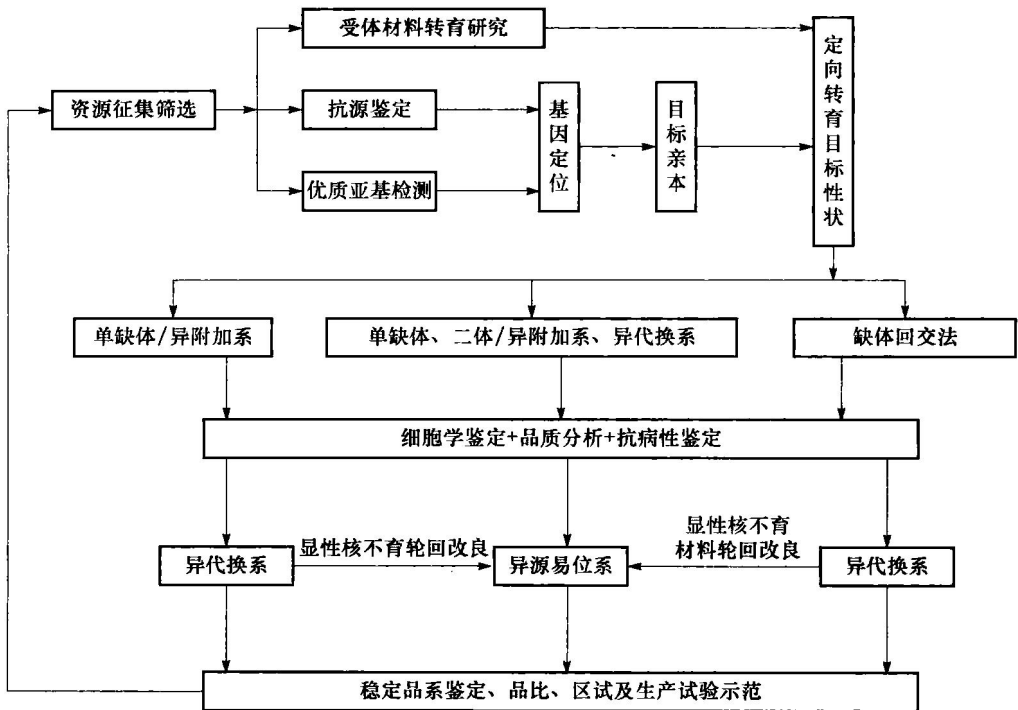 受体材料转育研究
资源征集筛选
抗源鉴定
优质亚基检测
基因定位
目标亲本
定向转育目标性状
单缺体/异附加系
单缺体、二体/异附加系、异代换系
缺体回交法
细胞学鉴定+品质分析+抗病性鉴定
异代换系
显性核不育轮回改良
异源易位系
显性核不育
材料轮回改良
异代换系
稳定品系鉴定、品比、区试及生产试验示范